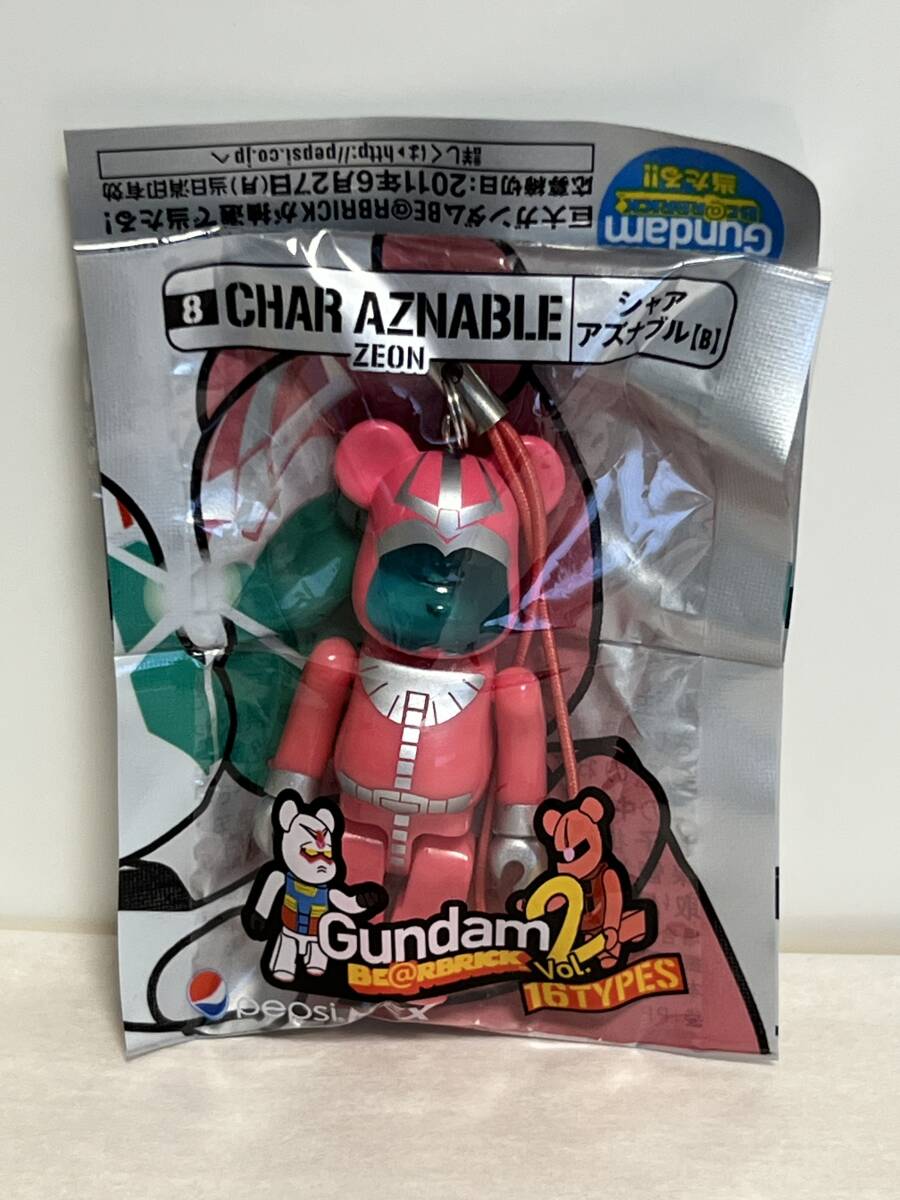 詳しくは▶http://pepsi.co.jpへ
応募締切日:2011年6月27日(月)当日消印有効
巨大ガンダムBE@RBRICKが抽選で当たる!
Gundam
BE@RBRICK
当たる!!
8 CHAR AZNABLE
ZEON
シャア
アズナブル[B]
Gundam
BE@RBRICK
2
Vol.
16TYPES
pepsi